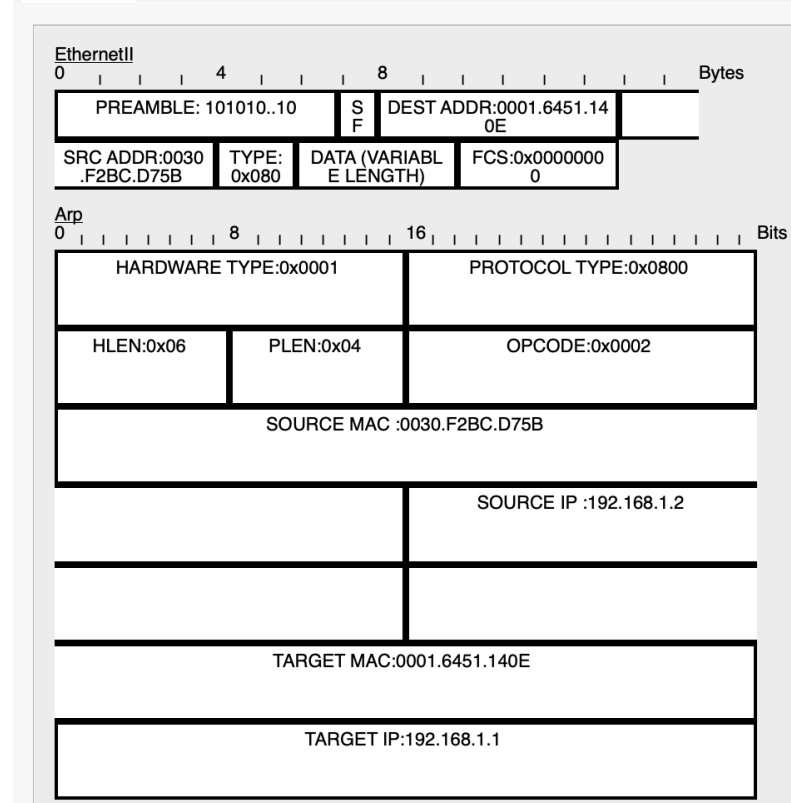 EthernetII
0 4 8 Bytes
PREAMBLE: 101010..10
S
F
DEST ADDR:0001.6451.14
0E
SRC ADDR:0030
.F2BC.D75B
TYPE:
0x080
DATA (VARIABL
E LENGTH)
FCS:0x0000000
0
Arp
0 8 16 Bits
HARDWARE TYPE:0x0001
PROTOCOL TYPE:0x0800
HLEN:0x06
PLEN:0x04
OPCODE:0x0002
SOURCE MAC :0030.F2BC.D75B
SOURCE IP :192.168.1.2
TARGET MAC:0001.6451.140E
TARGET IP:192.168.1.1